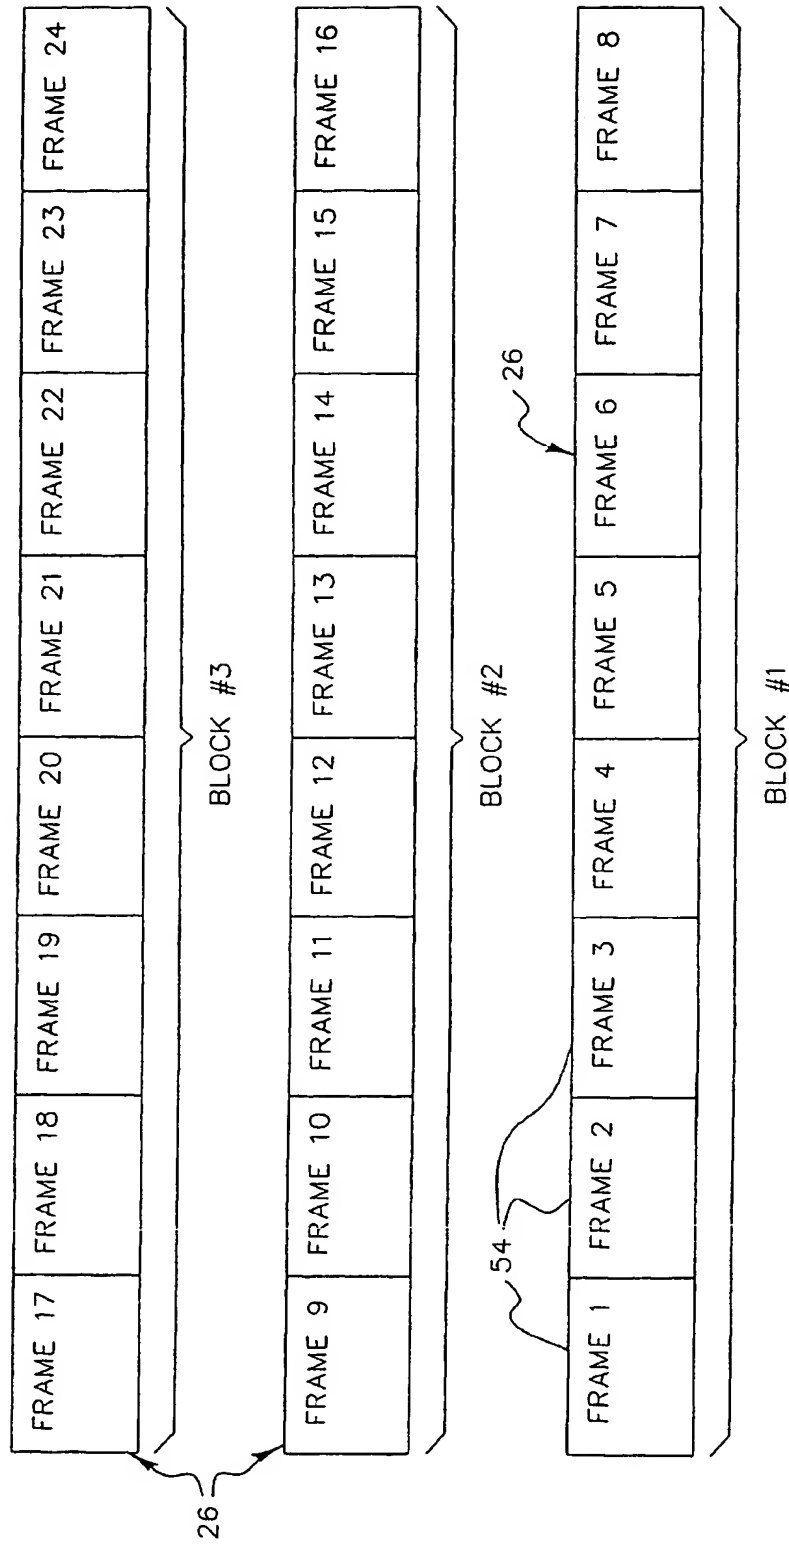 FRAME 17 FRAME 18 FRAME 19 FRAME 20 FRAME 21 FRAME 22 FRAME 23 FRAME 24
26
BLOCK #3
FRAME 9 FRAME 10 FRAME 11 FRAME 12 FRAME 13 FRAME 14 FRAME 15 FRAME 16
BLOCK #2
54
26
FRAME 1 FRAME 2 FRAME 3 FRAME 4 FRAME 5 FRAME 6 FRAME 7 FRAME 8
BLOCK #1